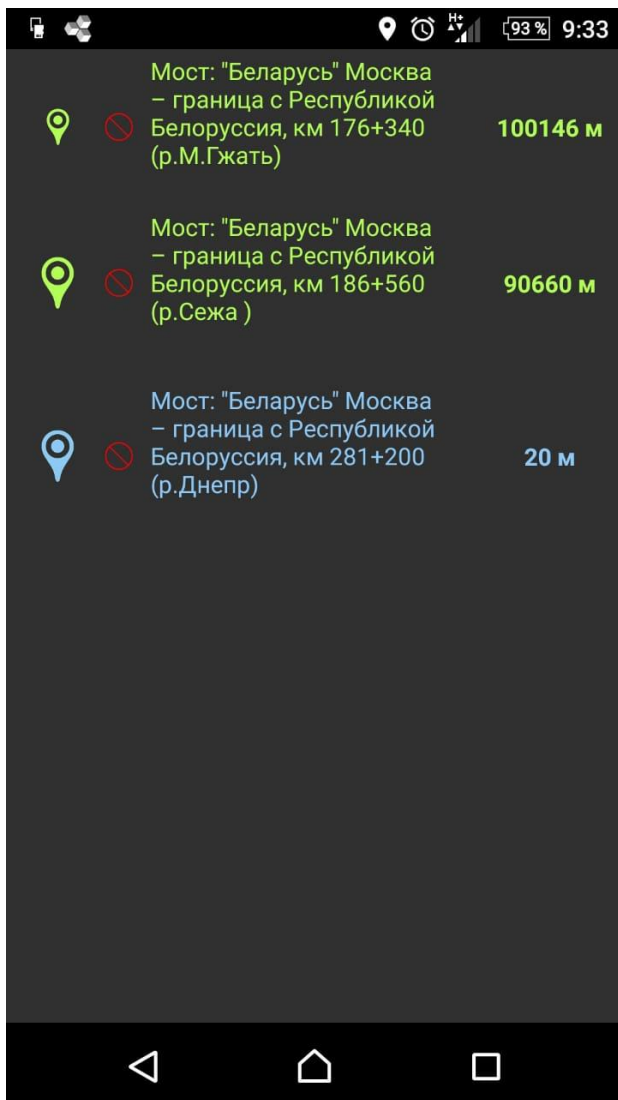 H+ 93 % 9:33
Мост: "Беларусь" Москва
– граница с Республикой
Белоруссия, км 176+340
(р.М.Гжать)
100146 м
Мост: "Беларусь" Москва
– граница с Республикой
Белоруссия, км 186+560
(р.Сежа )
90660 м
Мост: "Беларусь" Москва
– граница с Республикой
Белоруссия, км 281+200
(р.Днепр)
20 м